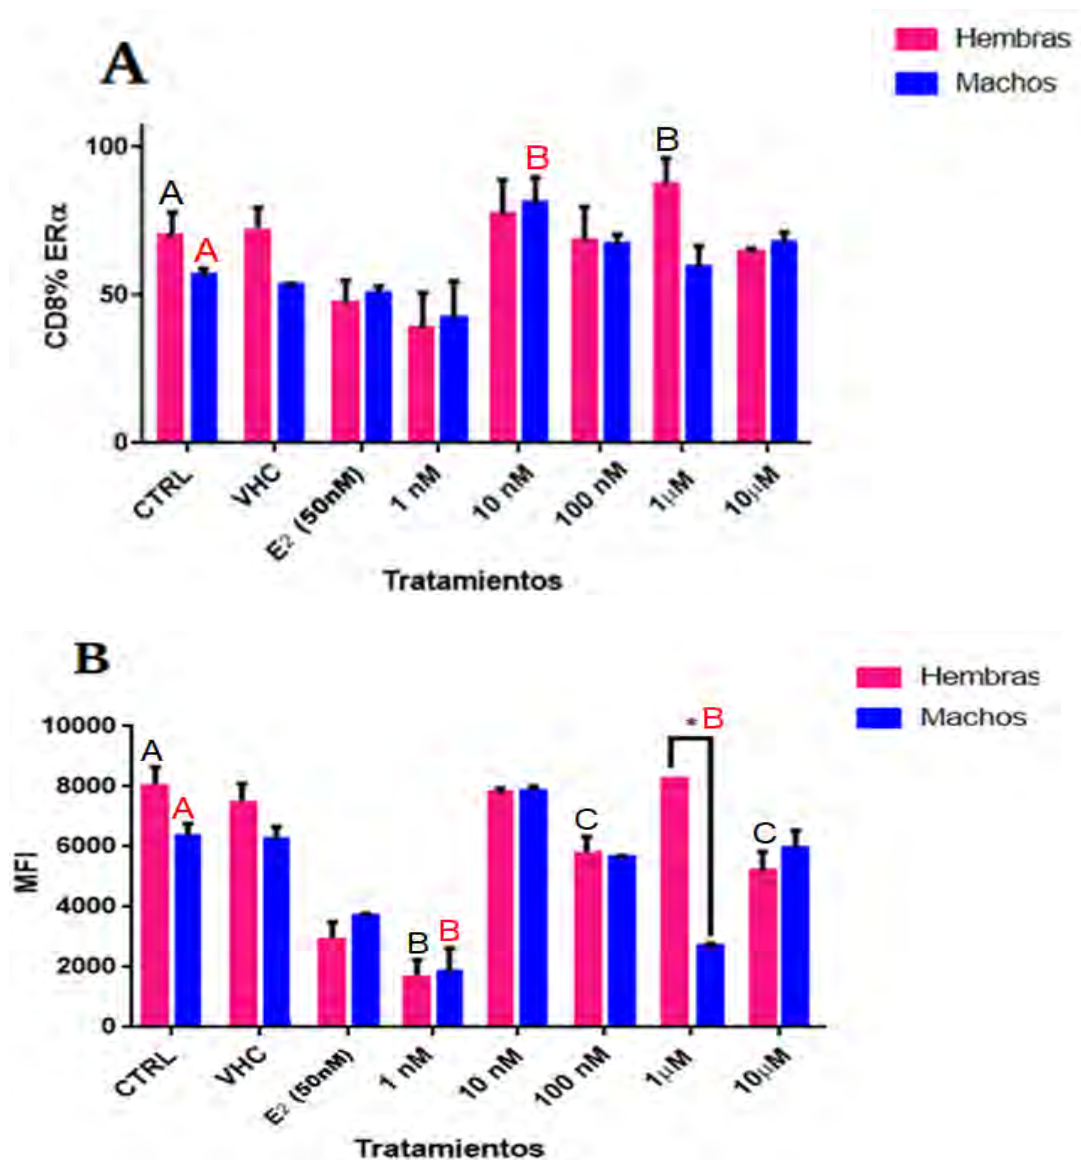 A
Hembras
Machos
100
50
0
CD8% ERα
A
A
B
B
CTRL
VHC
E2 (50nM)
1 nM
10 nM
100 nM
1μM
10μM
Tratamientos
B
Hembras
Machos
10000
8000
6000
4000
2000
0
MFI
A
A
B
B
C
* B
C
CTRL
VHC
E2 (50nM)
1 nM
10 nM
100 nM
1μM
10μM
Tratamientos